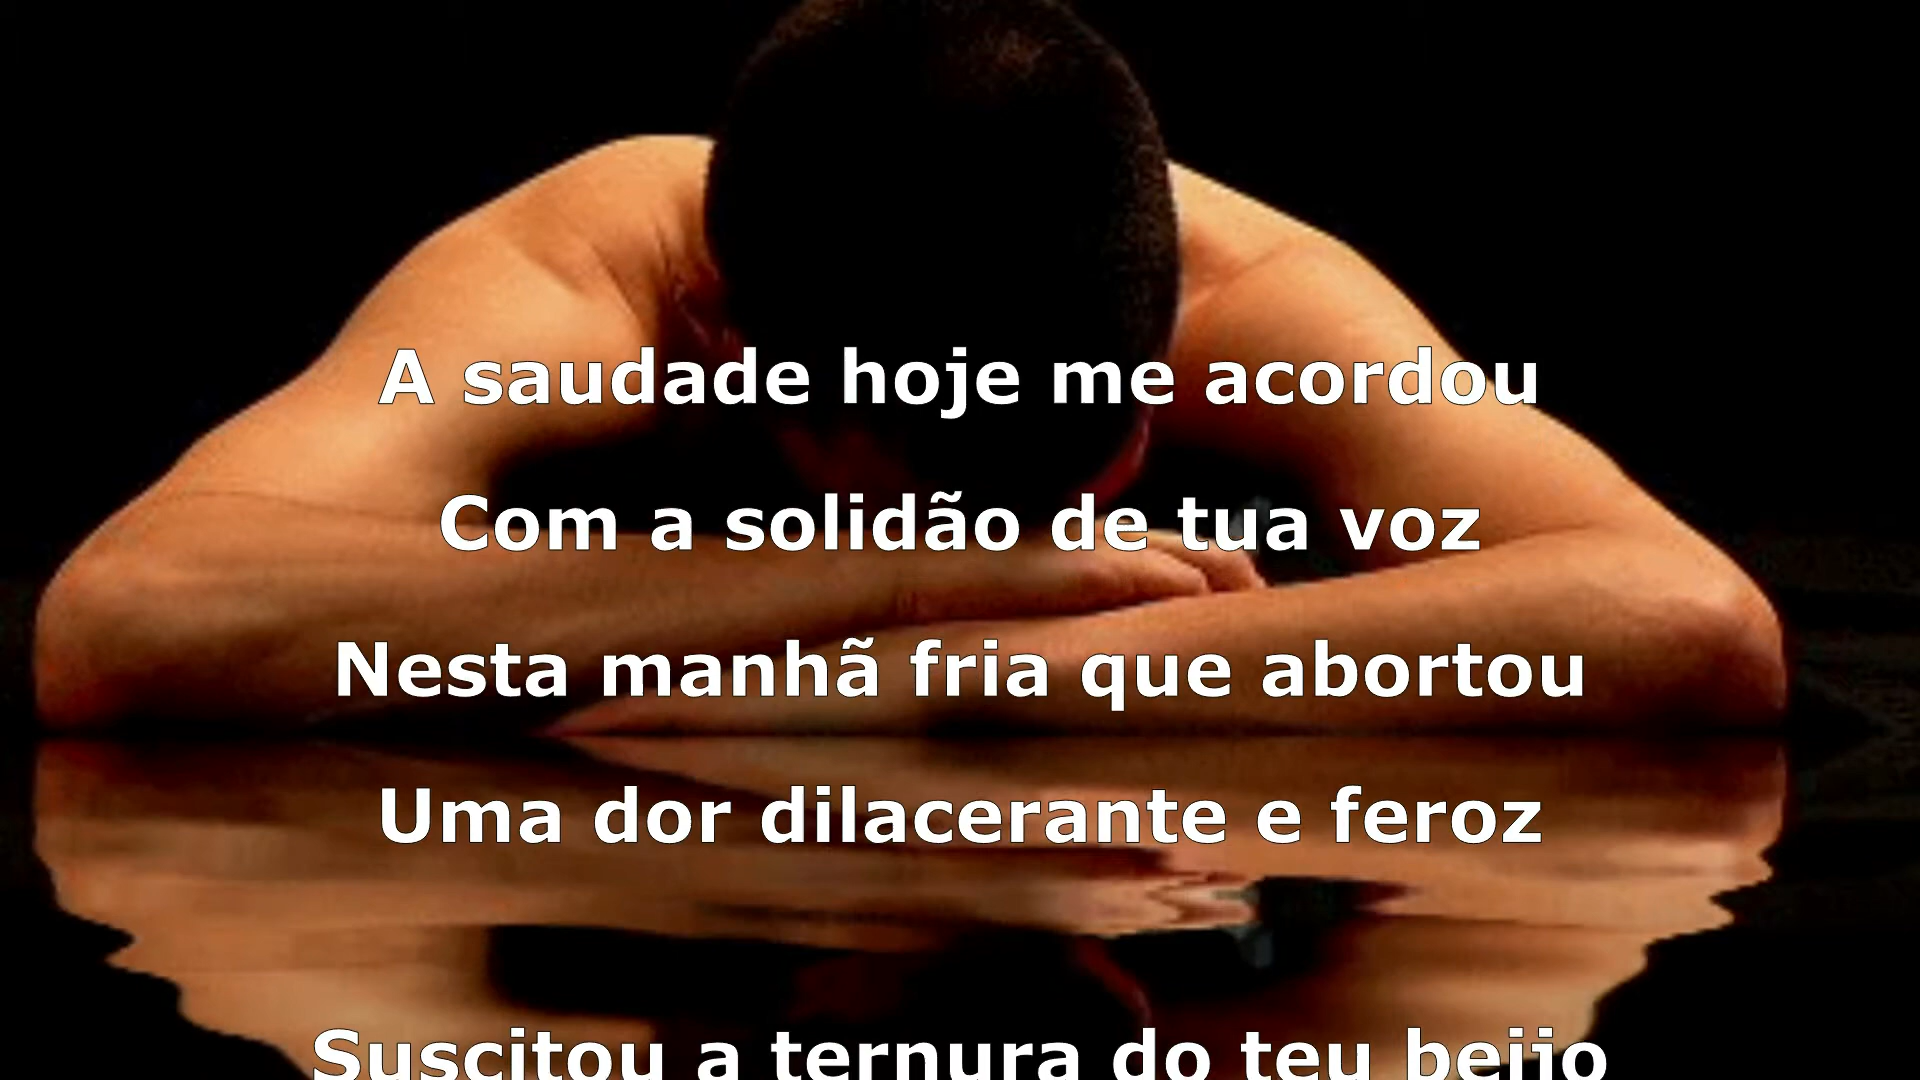 A saudade hoje me acordou
Com a solidão de tua voz
Nesta manhã fria que abortou
Uma dor dilacerante e feroz
Suscitou a ternura do teu beijo